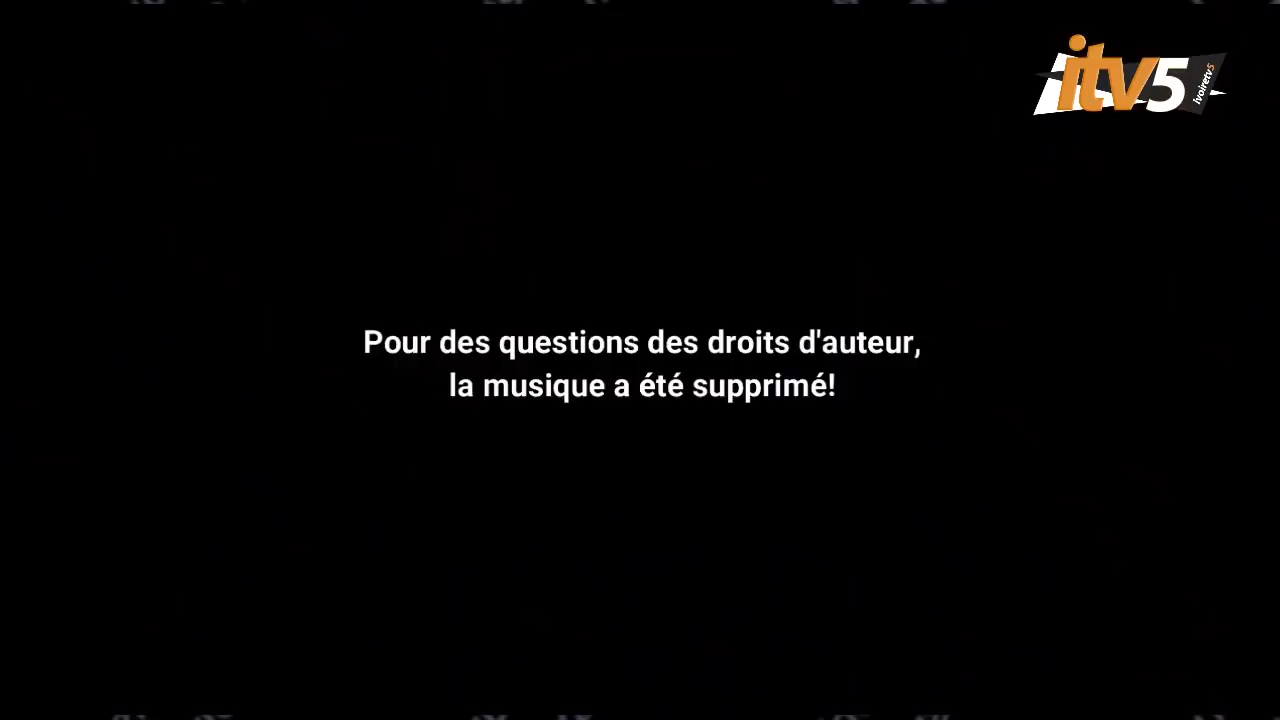 itv5
ivoiretv5
Pour des questions des droits d'auteur,
la musique a été supprimé!